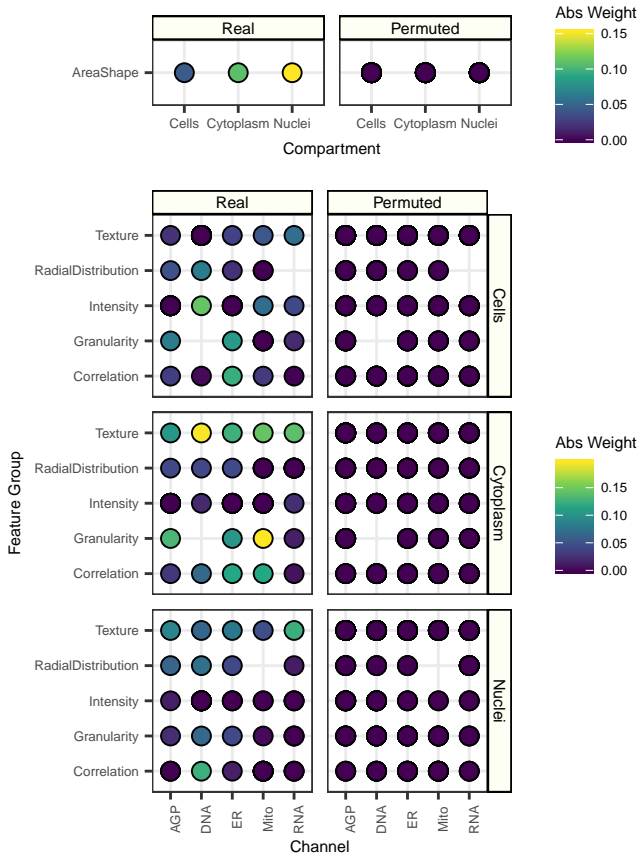 Real Permuted
AreaShape
Cells Cytoplasm Nuclei Cells Cytoplasm Nuclei
Compartment
Abs Weight
0.15
0.10
0.05
0.00
Real Permuted
Texture
RadialDistribution
Intensity
Granularity
Correlation
Cells
Texture
RadialDistribution
Intensity
Granularity
Correlation
Cytoplasm
Texture
RadialDistribution
Intensity
Granularity
Correlation
Nuclei
Feature Group
AGP DNA ER Mito RNA AGP DNA ER Mito RNA
Channel
Abs Weight
0.15
0.10
0.05
0.00